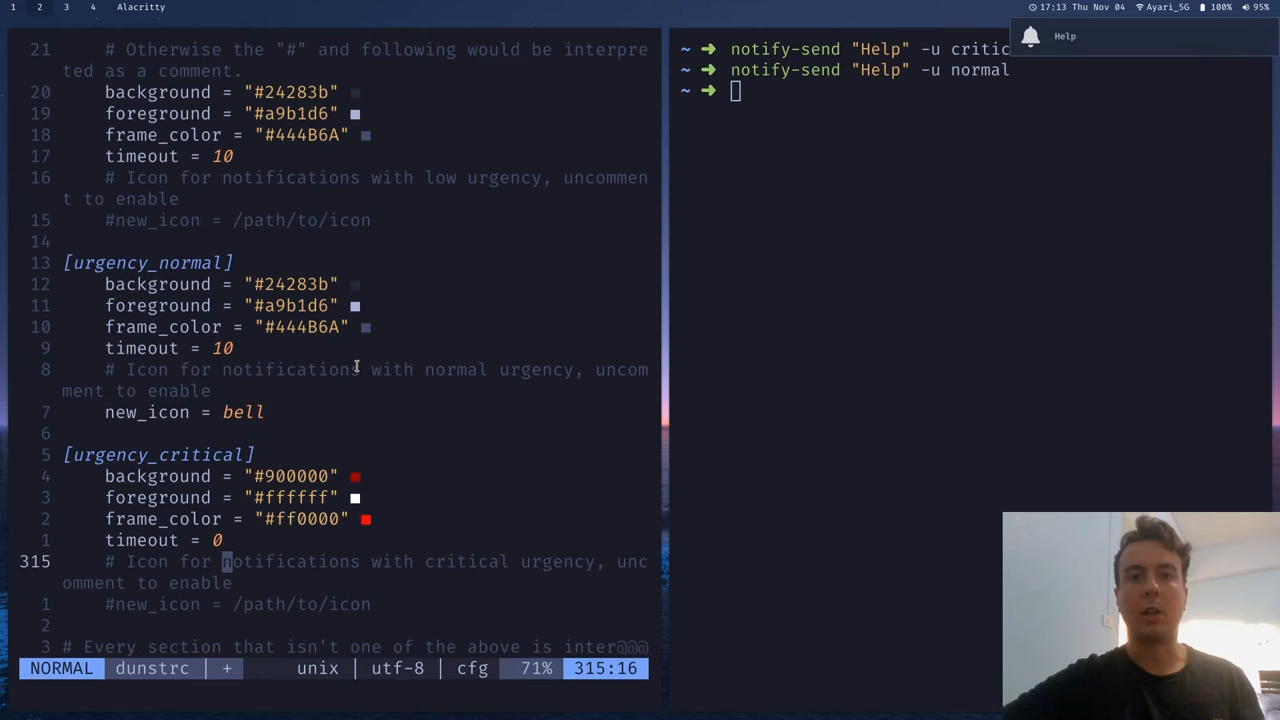 1 2 3 4 Alacritty 17:13 Thu Nov 04 Ayari_5G 100% 95%
Help
21 # Otherwise the "#" and following would be interpre
ted as a comment.
20 background = "#24283b"
19 foreground = "#a9b1d6"
18 frame_color = "#444B6A"
17 timeout = 10
16 # Icon for notifications with low urgency, uncommen
t to enable
15 #new_icon = /path/to/icon
14
13 [urgency_normal]
12 background = "#24283b"
11 foreground = "#a9b1d6"
10 frame_color = "#444B6A"
9 timeout = 10
8 # Icon for notifications with normal urgency, uncom
ment to enable
7 new_icon = bell
6
5 [urgency_critical]
4 background = "#900000"
3 foreground = "#ffffff"
2 frame_color = "#ff0000"
1 timeout = 0
315 # Icon for notifications with critical urgency, unc
omment to enable
1 #new_icon = /path/to/icon
2
3 # Every section that isn't one of the above is inter@@@
NORMAL dunstrc + unix | utf-8 | cfg 71% 315:16
~ ➜ notify-send "Help" -u critic
~ ➜ notify-send "Help" -u normal
~ ➜